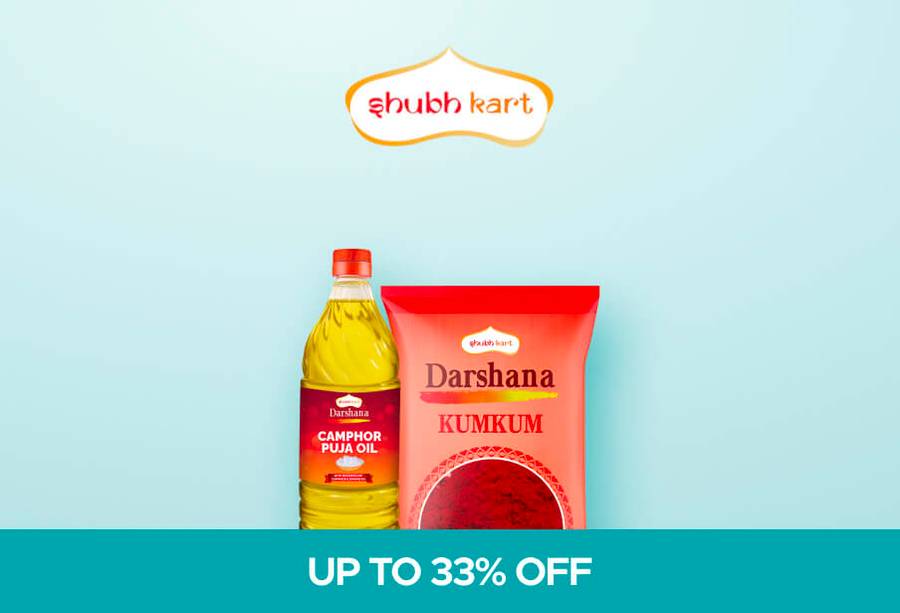 shubh kart
shubh kart
Darshana
KUMKUM
shubh kart
Darshana
CAMPHOR
PUJA OIL
UP TO 33% OFF